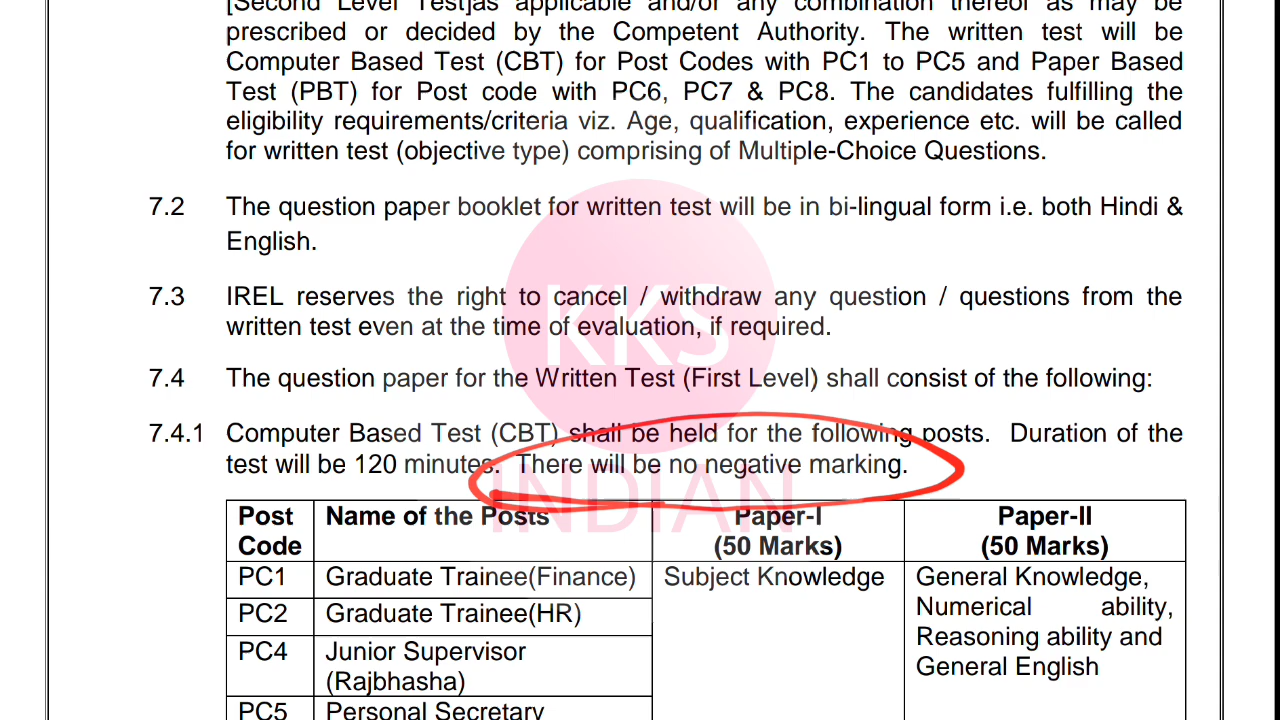 [Second Level Test]as applicable and/or any combination thereof as may be
prescribed or decided by the Competent Authority. The written test will be
Computer Based Test (CBT) for Post Codes with PC1 to PC5 and Paper Based
Test (PBT) for Post code with PC6, PC7 & PC8. The candidates fulfilling the
eligibility requirements/criteria viz. Age, qualification, experience etc. will be called
for written test (objective type) comprising of Multiple-Choice Questions.
7.2 The question paper booklet for written test will be in bi-lingual form i.e. both Hindi &
English.
7.3 IREL reserves the right to cancel / withdraw any question / questions from the
written test even at the time of evaluation, if required.
KKS
7.4 The question paper for the Written Test (First Level) shall consist of the following:
7.4.1 Computer Based Test (CBT) shall be held for the following posts. Duration of the
test will be 120 minutes. There will be no negative marking.
INDIAN
Post Code Name of the Posts Paper-I (50 Marks) Paper-II (50 Marks)
PC1 Graduate Trainee(Finance) Subject Knowledge General Knowledge,
PC2 Graduate Trainee(HR) Numerical ability,
Reasoning ability and
PC4 Junior Supervisor General English
(Rajbhasha)
PC5 Personal Secretary